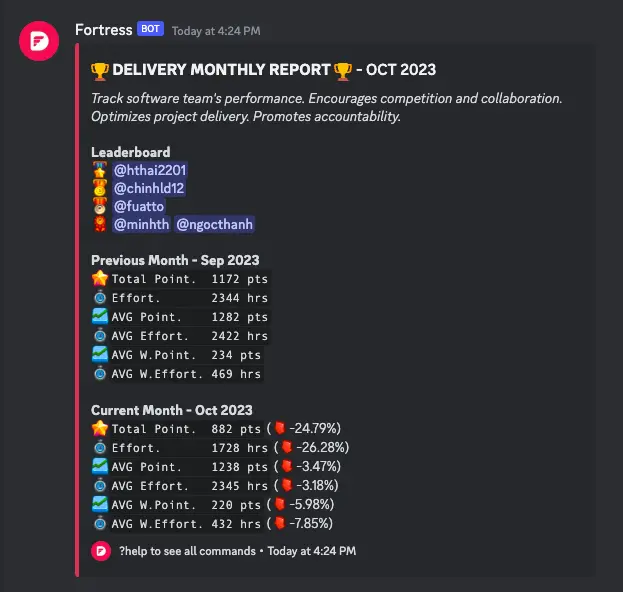 Fortress BOT Today at 4:24 PM
DELIVERY MONTHLY REPORT - OCT 2023
Track software team's performance. Encourages competition and collaboration.
Optimizes project delivery. Promotes accountability.
Leaderboard
@hthai2201
@chinhld12
@fuatto
@minhth @ngocthanh
Previous Month - Sep 2023
Total Point. 1172 pts
Effort. 2344 hrs
AVG Point. 1282 pts
AVG Effort. 2422 hrs
AVG W.Point. 234 pts
AVG W.Effort. 469 hrs
Current Month - Oct 2023
Total Point. 882 pts (-24.79%)
Effort. 1728 hrs (-26.28%)
AVG Point. 1238 pts (-3.47%)
AVG Effort. 2345 hrs (-3.18%)
AVG W.Point. 220 pts (-5.98%)
AVG W.Effort. 432 hrs (-7.85%)
?help to see all commands • Today at 4:24 PM